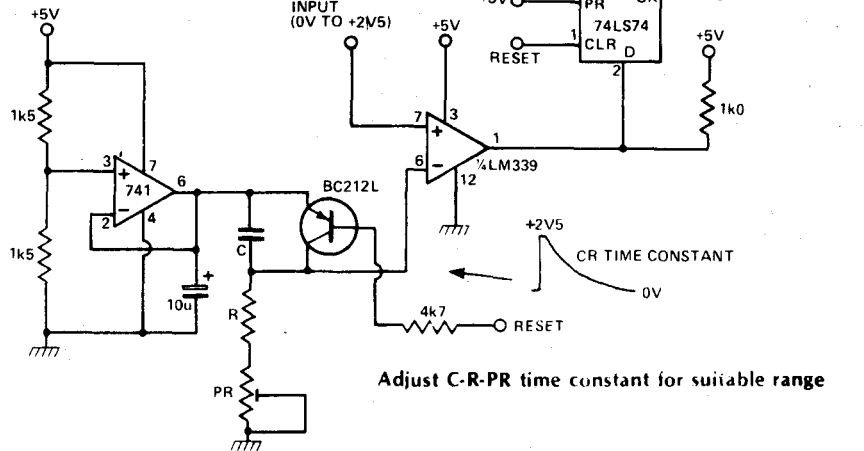 INPUT
(0V TO +2V5)
PR
74LS74
1
CLR
D
2
RESET
+5V
+5V
+5V
1k5
3
+
741
7
6
2
−
4
1k5
10u
+
C
R
PR
BC212L
7
+
3
1
6
−
12
¼LM339
1k0
+2V5
CR TIME CONSTANT
0V
4k7
RESET
Adjust C-R-PR time constant for suitable range